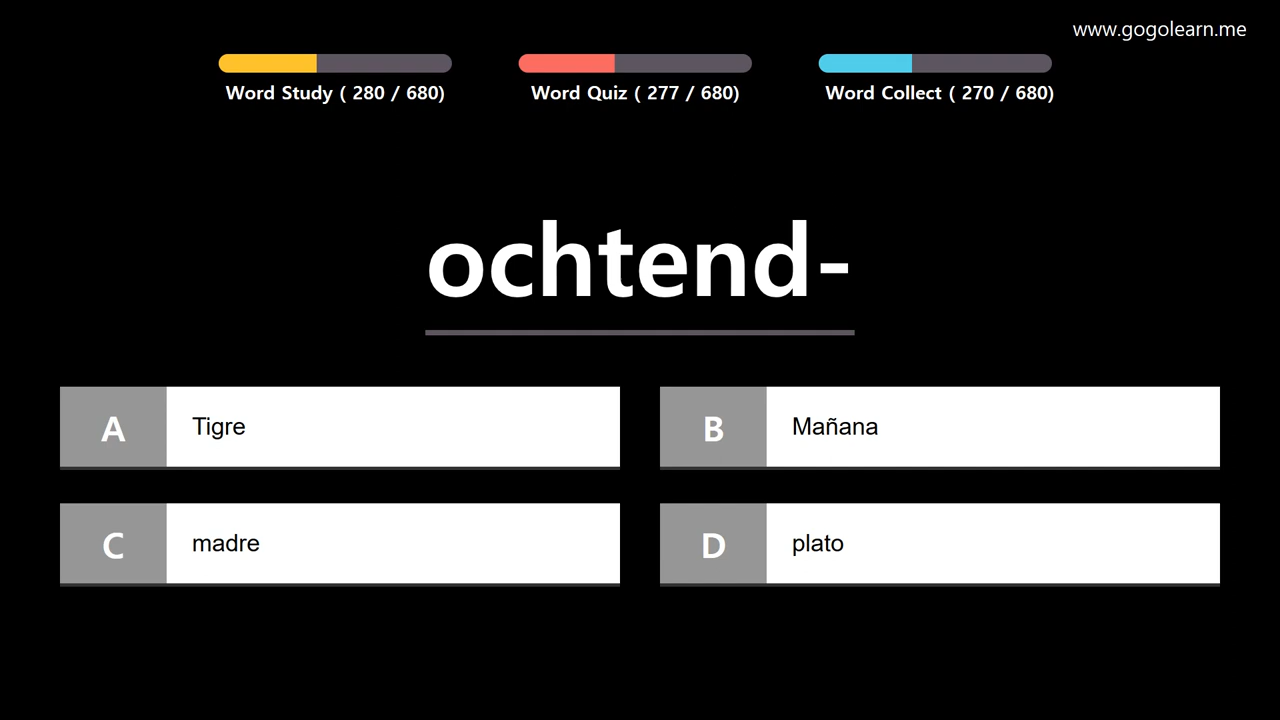 www.gogolearn.me
Word Study ( 280 / 680)
Word Quiz ( 277 / 680)
Word Collect ( 270 / 680)
ochtend-
A Tigre
B Mañana
C madre
D plato